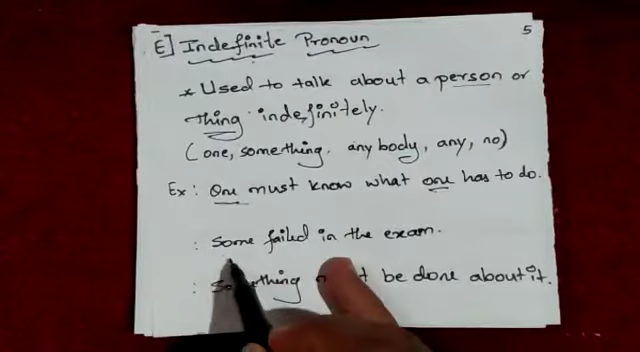 E] Indefinite Pronoun
5
* Used to talk about a person or
thing indefinitely.
(one, something, any body, any, no)
Ex: One must know what one has to do.
: Some failed in the exam.
: be done about it.